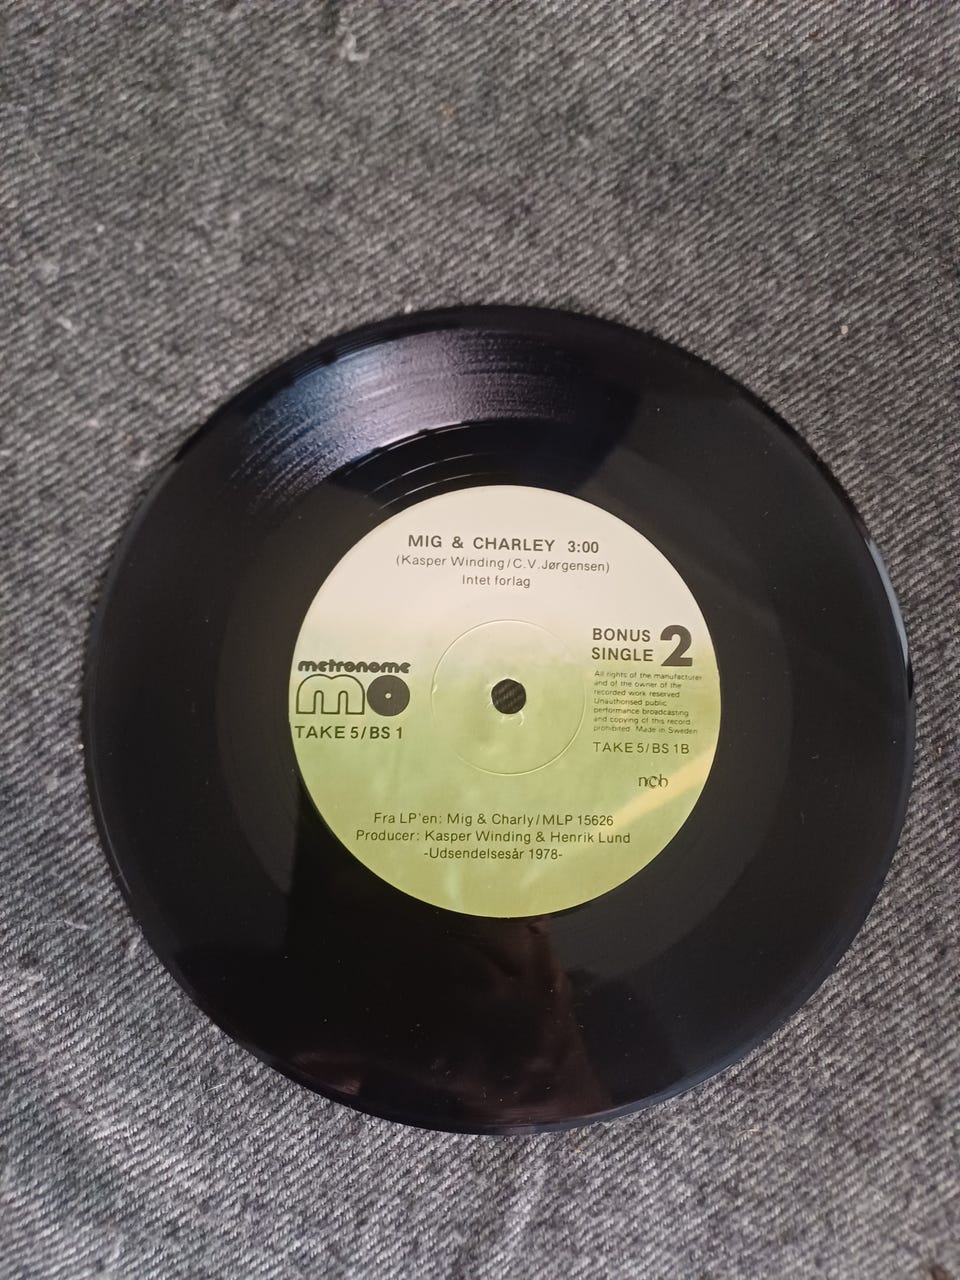 MIG & CHARLEY 3:00
(Kasper Winding/C.V.Jørgensen)
Intet forlag
metronome
mo
TAKE 5/BS 1
BONUS
SINGLE 2
All rights of the manufacturer
and of the owner of the
recorded work reserved
Unauthorised public
performance broadcasting
and copying of this record
prohibited. Made in Sweden
TAKE 5/BS 1B
ncb
Fra LP'en: Mig & Charly/MLP 15626
Producer: Kasper Winding & Henrik Lund
-Udsendelsesår 1978-